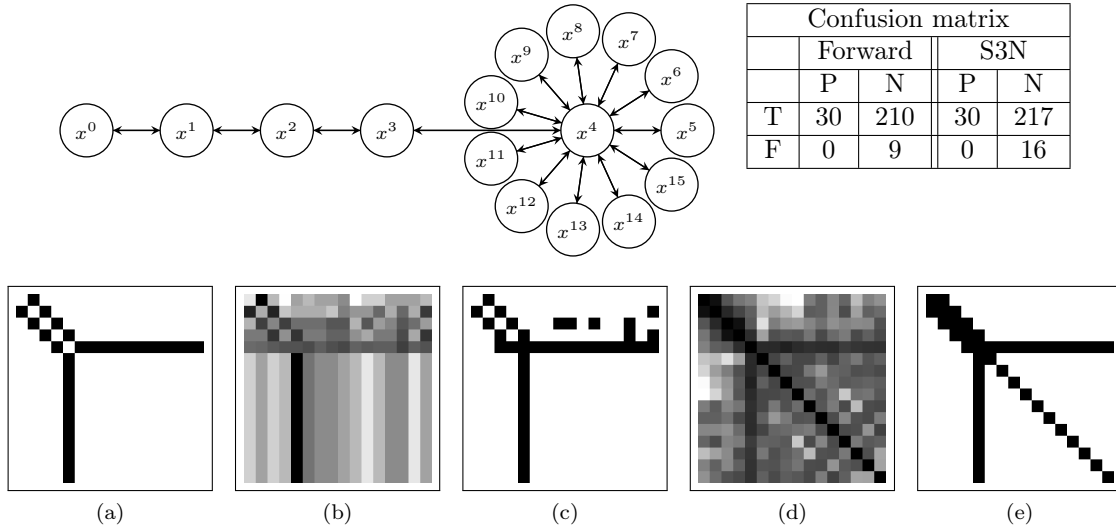 x^0
x^1
x^2
x^3
x^4
x^5
x^6
x^7
x^8
x^9
x^10
x^11
x^12
x^13
x^14
x^15
Confusion matrix
Forward S3N
P N P N
T 30 210 30 217
F 0 9 0 16
(a) (b) (c) (d) (e)